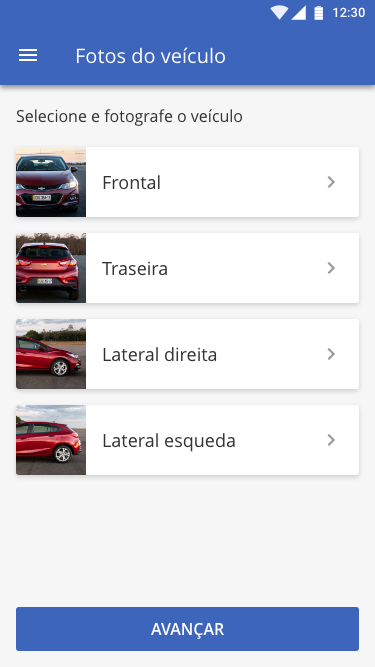 12:30
Fotos do veículo
Selecione e fotografe o veículo
Frontal
Traseira
Lateral direita
Lateral esqueda
AVANÇAR